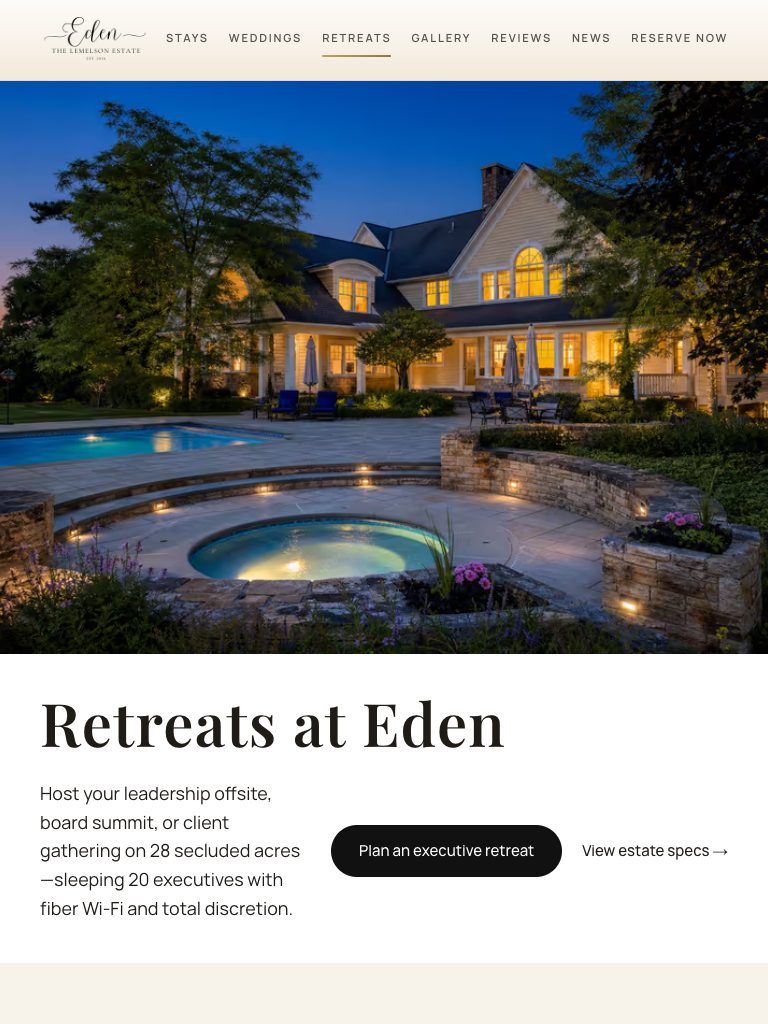 Eden
THE LEMELSON ESTATE
STAYS WEDDINGS RETREATS GALLERY REVIEWS NEWS RESERVE NOW
Retreats at Eden
Host your leadership offsite,
board summit, or client
gathering on 28 secluded acres
—sleeping 20 executives with
fiber Wi-Fi and total discretion.
Plan an executive retreat
View estate specs →